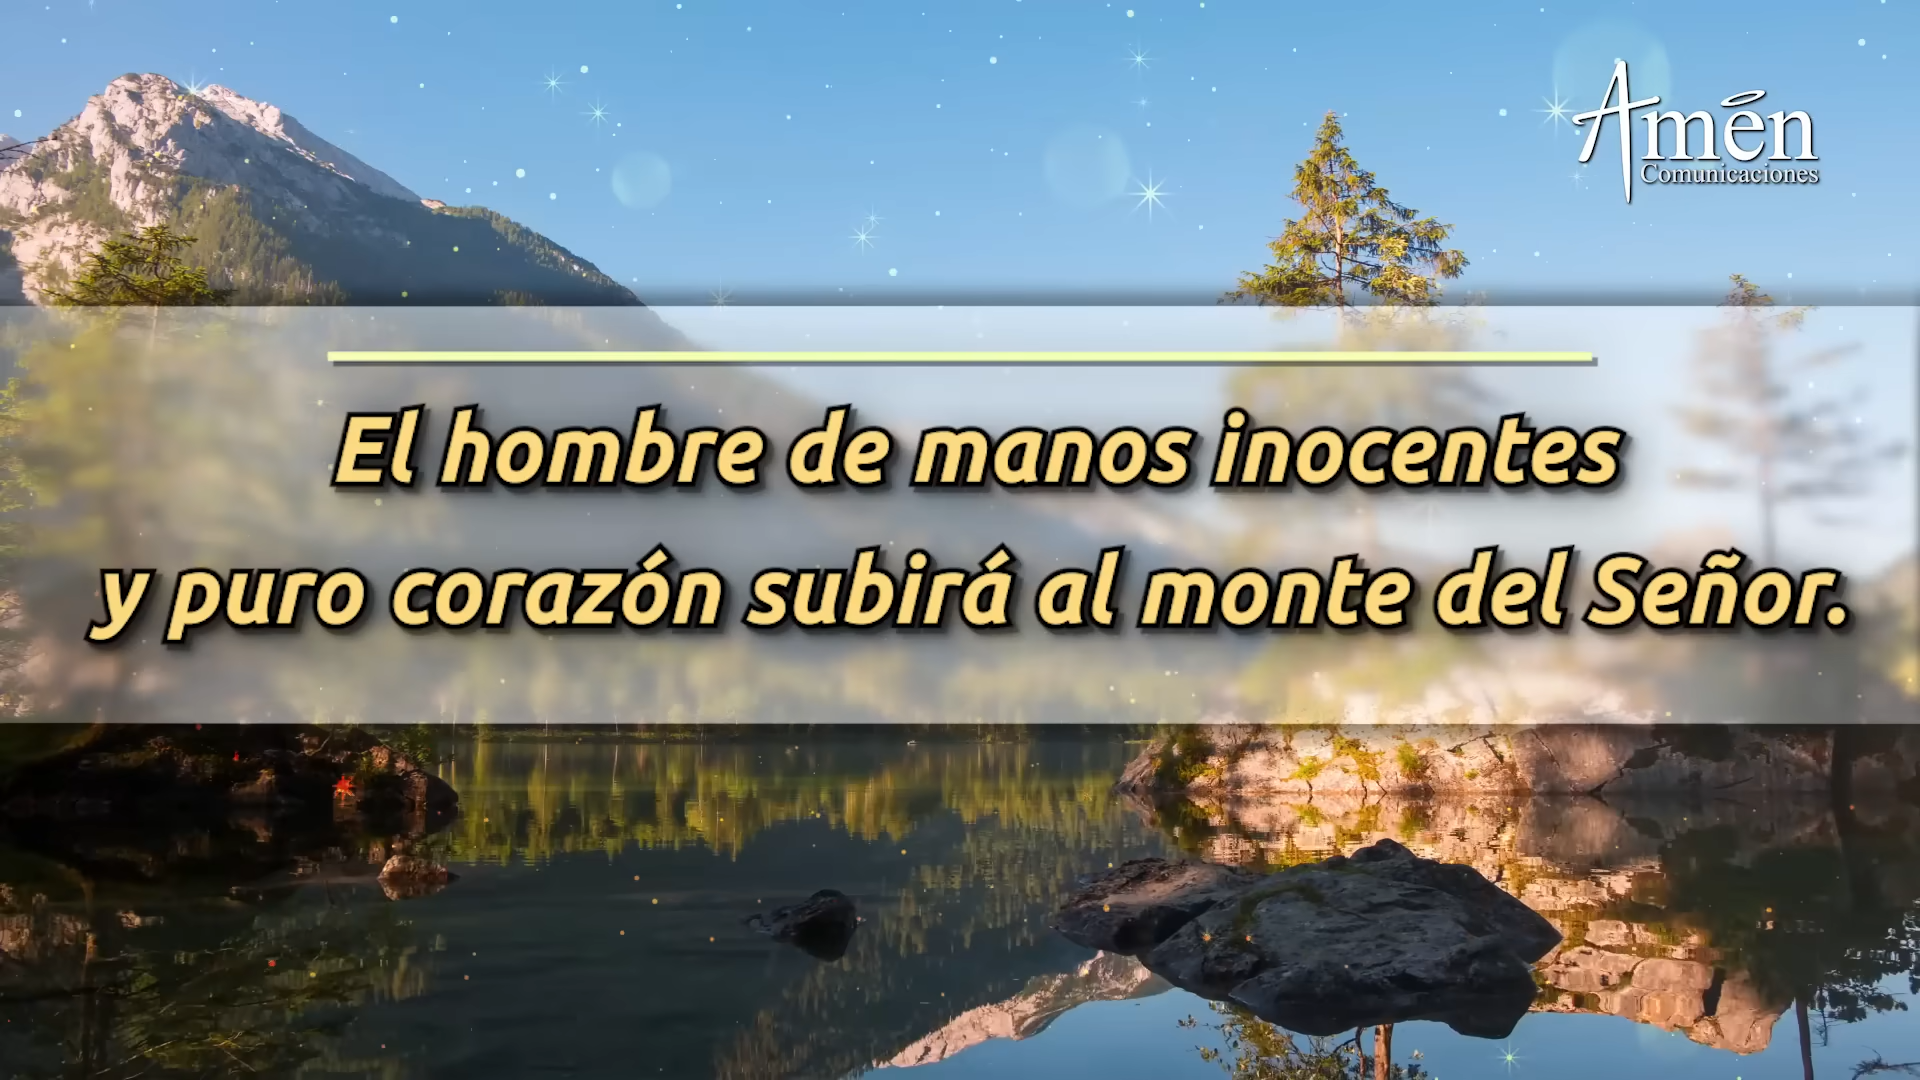 Amén
Comunicaciones
El hombre de manos inocentes
y puro corazón subirá al monte del Señor.